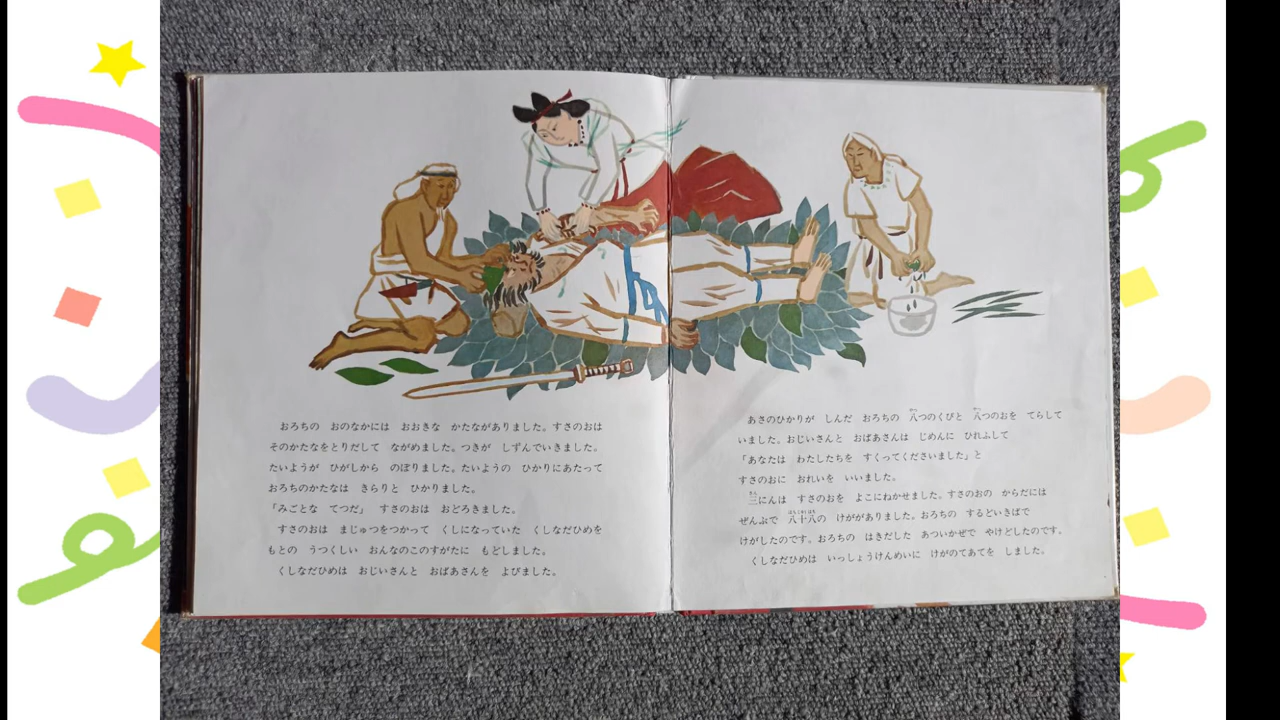 おろちの おのなかには おおきな かたながありました。すさのおは
そのかたなをとりだして ながめました。つきが しずんでいきました。
たいようが ひがしから のぼりました。たいようの ひかりにあたって
おろちのかたなは きらりと ひかりました。
「みごとな てつだ」 すさのおは おどろきました。
すさのおは まじゅつをつかって くしになっていた くしなだひめを
もとの うつくしい おんなのこのすがたに もどしました。
くしなだひめは おじいさんと おばあさんを よびました。
あさのひかりが しんだ おろちの 八つのくびと 八つのおを てらして
いました。おじいさんと おばあさんは じめんに ひれふして
「あなたは わたしたちを すくってくださいました」と
すさのおに おれいを いいました。
三にんは すさのおを よこにねかせました。すさのおの からだには
ぜんぶで 八十八の けががありました。おろちの するどいきばで
けがしたのです。おろちの はきだした あついかぜで やけどしたのです。
くしなだひめは いっしょうけんめいに けがのてあてを しました。